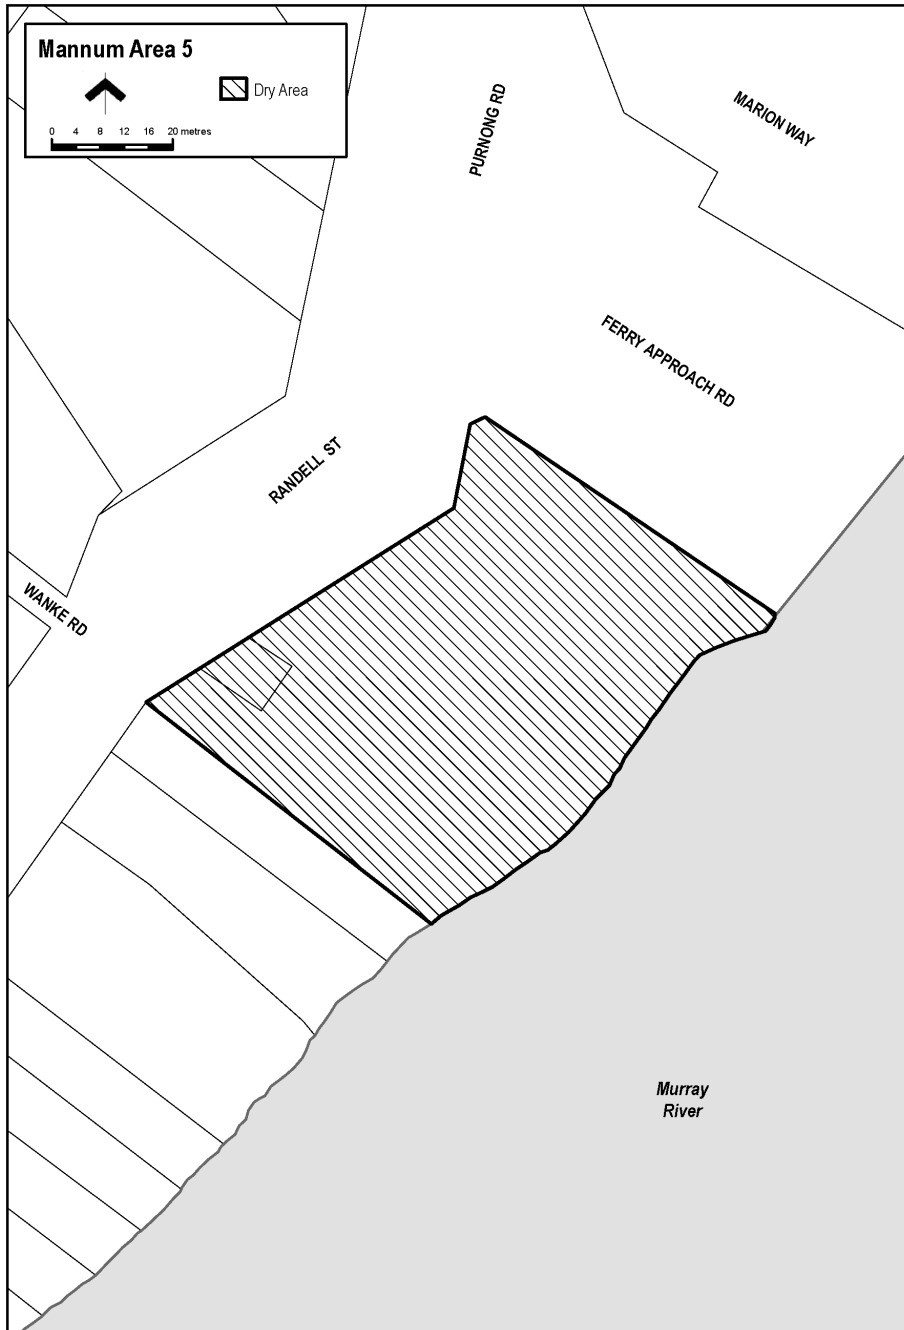 Mannum Area 5
Dry Area
0 4 8 12 16 20 metres
PURNONG RD
MARION WAY
FERRY APPROACH RD
RANDELL ST
WANKE RD
Murray
River